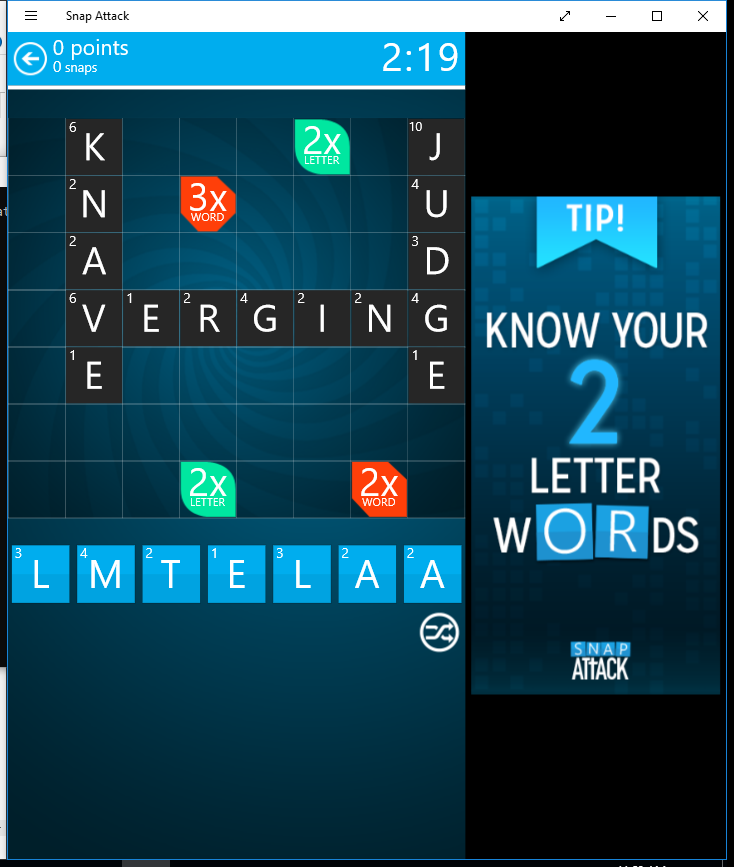 Snap Attack
0 points
0 snaps
2:19
6 K
2x
LETTER
10 J
2 N
3x
WORD
4 U
2 A
3 D
6 V 1 E 2 R 4 G 2 I 2 N 4 G
1 E
1 E
2x
LETTER
2x
WORD
3 L 4 M 2 T 1 E 3 L 2 A 2 A
TIP!
KNOW YOUR
2
LETTER
WORDS
SNAP
ATTACK